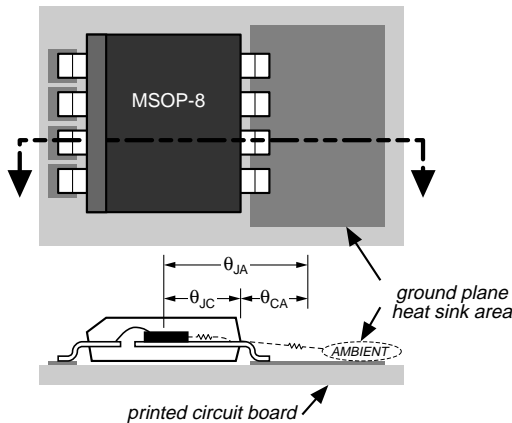 MSOP-8
θJA
θJC
θCA
ground plane
heat sink area
AMBIENT
printed circuit board